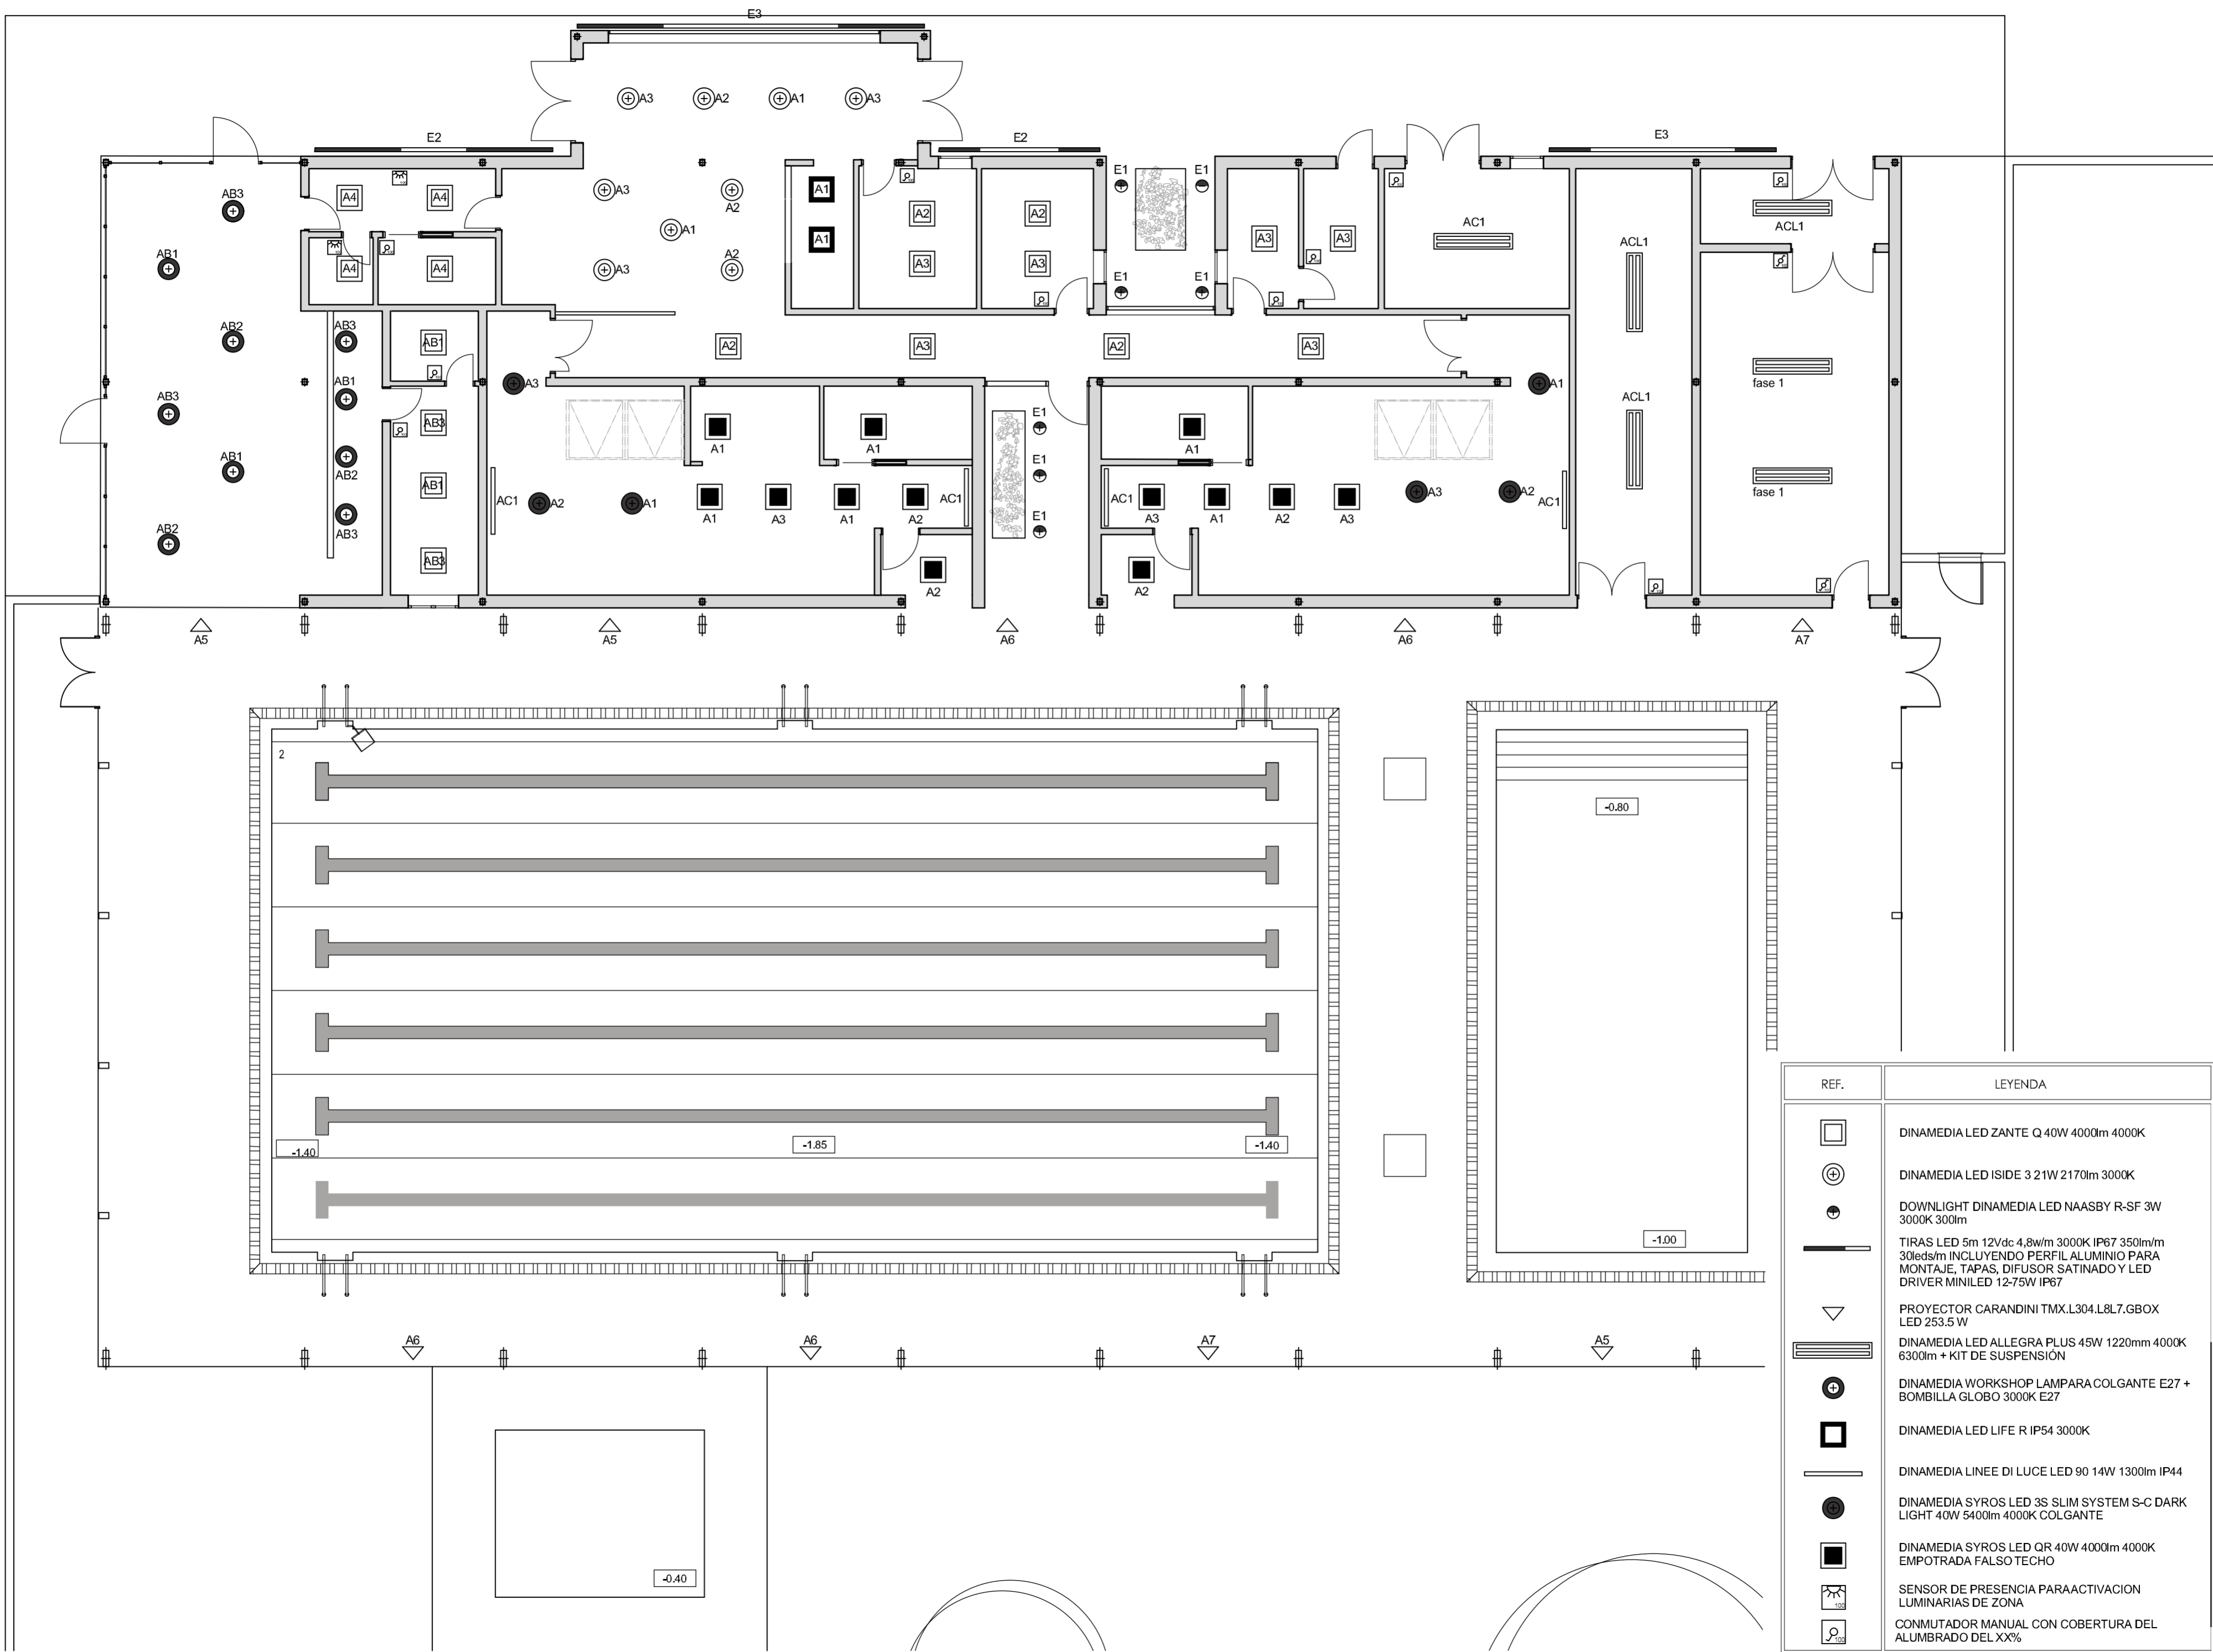 E3
A3 A2 A1 A3
E2 E2 E3
AB3 A4 A4 A3 A2 A1 A2 A2 E1 E1
A1 A1 A3 A3 AC1 ACL1
AB1 A4 A4 A3 A2 A3 A3 E1 E1 ACL1
AB2 AB3 AB1 A2 A3 A2 A3
A3 A1 fase 1
AB3 AB1 AB3 A1 A1 E1 A1 ACL1
AB1 AB2 AB1 E1 fase 1
AC1 A2 A1 A1 A3 A1 A2 AC1 AC1 A3 A1 A2 A3 A3 A2 AC1
AB2 AB3 AB3 E1
A2 A2
A5 A5 A6 A6 A7
2
-0.80
-1.40 -1.85 -1.40
-1.00
A6 A6 A7 A5
-0.40
REF. LEYENDA
DINAMEDIA LED ZANTE Q 40W 4000lm 4000K
DINAMEDIA LED ISIDE 3 21W 2170lm 3000K
DOWNLIGHT DINAMEDIA LED NAASBY R-SF 3W
3000K 300lm
TIRAS LED 5m 12Vdc 4,8w/m 3000K IP67 350lm/m
30leds/m INCLUYENDO PERFIL ALUMINIO PARA
MONTAJE, TAPAS, DIFUSOR SATINADO Y LED
DRIVER MINILED 12-75W IP67
PROYECTOR CARANDINI TMX.L304.L8L7.GBOX
LED 253.5 W
DINAMEDIA LED ALLEGRA PLUS 45W 1220mm 4000K
6300lm + KIT DE SUSPENSIÓN
DINAMEDIA WORKSHOP LAMPARA COLGANTE E27 +
BOMBILLA GLOBO 3000K E27
DINAMEDIA LED LIFE R IP54 3000K
DINAMEDIA LINEE DI LUCE LED 90 14W 1300lm IP44
DINAMEDIA SYROS LED 3S SLIM SYSTEM S-C DARK
LIGHT 40W 5400lm 4000K COLGANTE
DINAMEDIA SYROS LED QR 40W 4000lm 4000K
EMPOTRADA FALSO TECHO
SENSOR DE PRESENCIA PARA ACTIVACION
LUMINARIAS DE ZONA
100
CONMUTADOR MANUAL CON COBERTURA DEL
ALUMBRADO DEL XX%
100